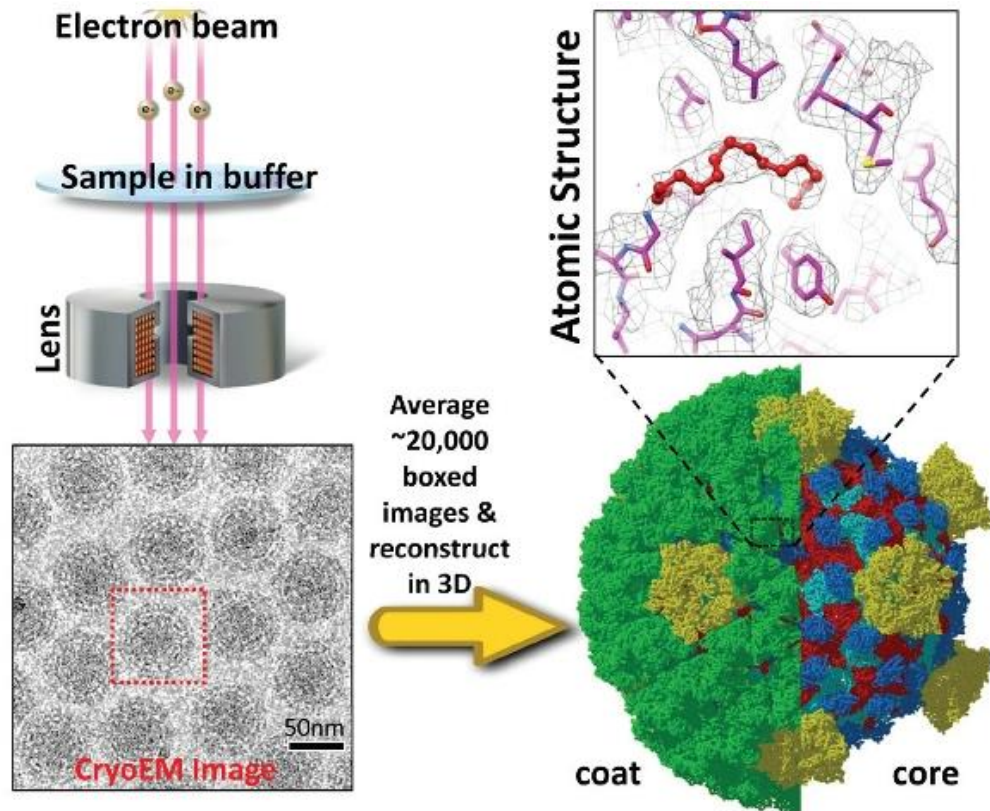 Electron beam
e-
e-
e-
Sample in buffer
Lens
Average
~20,000
boxed
images &
reconstruct
in 3D
50nm
CryoEM Image
Atomic Structure
coat
core